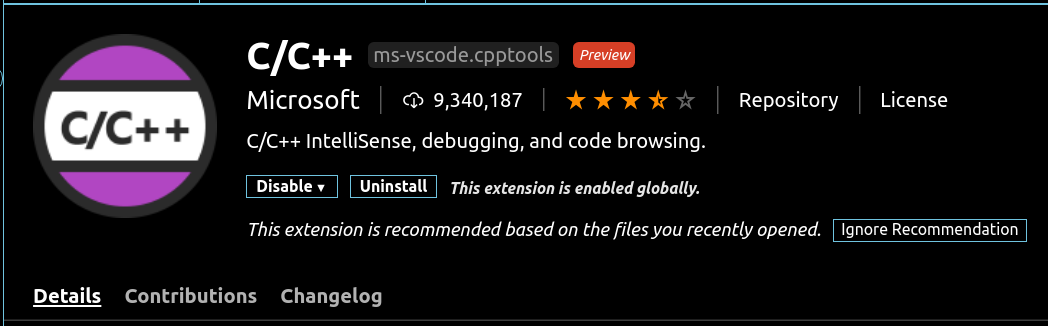 C/C++ ms-vscode.cpptools Preview
C/C++
Microsoft 9,340,187 Repository License
C/C++ IntelliSense, debugging, and code browsing.
Disable ▾ Uninstall This extension is enabled globally.
This extension is recommended based on the files you recently opened. Ignore Recommendation
Details Contributions Changelog